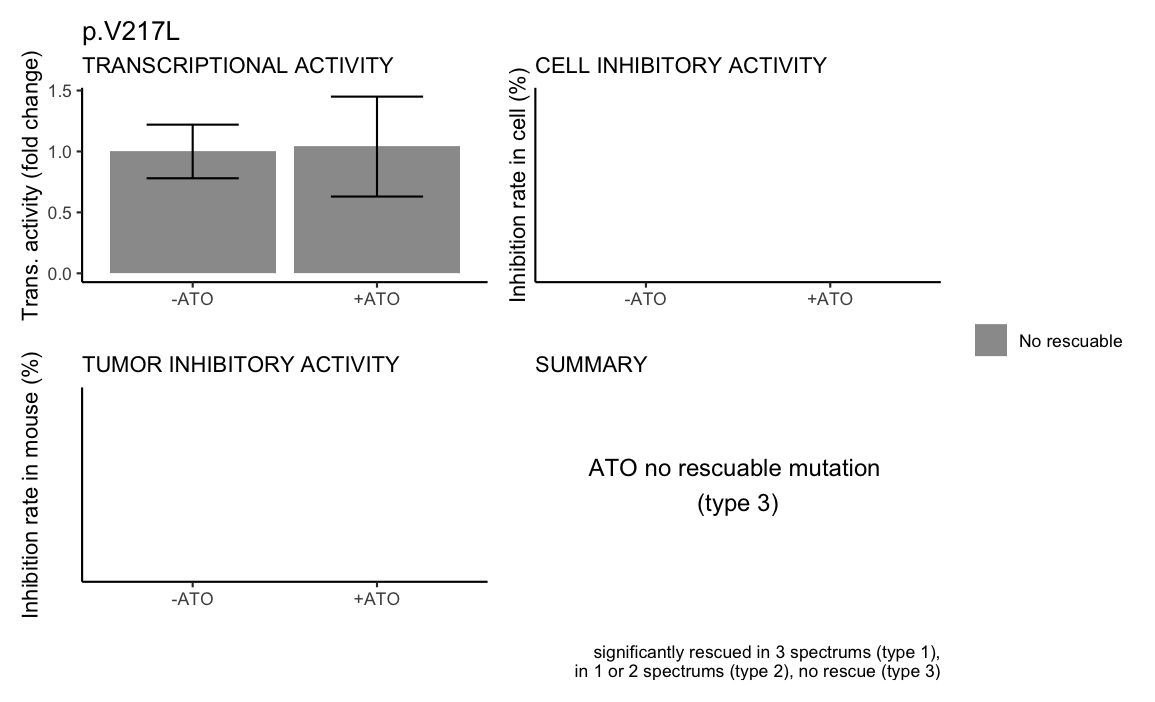 p.V217L
TRANSCRIPTIONAL ACTIVITY
Trans. activity (fold change)
1.5
1.0
0.5
0.0
-ATO
+ATO
CELL INHIBITORY ACTIVITY
Inhibition rate in cell (%)
-ATO
+ATO
No rescuable
TUMOR INHIBITORY ACTIVITY
Inhibition rate in mouse (%)
-ATO
+ATO
SUMMARY
ATO no rescuable mutation
(type 3)
significantly rescued in 3 spectrums (type 1),
in 1 or 2 spectrums (type 2), no rescue (type 3)